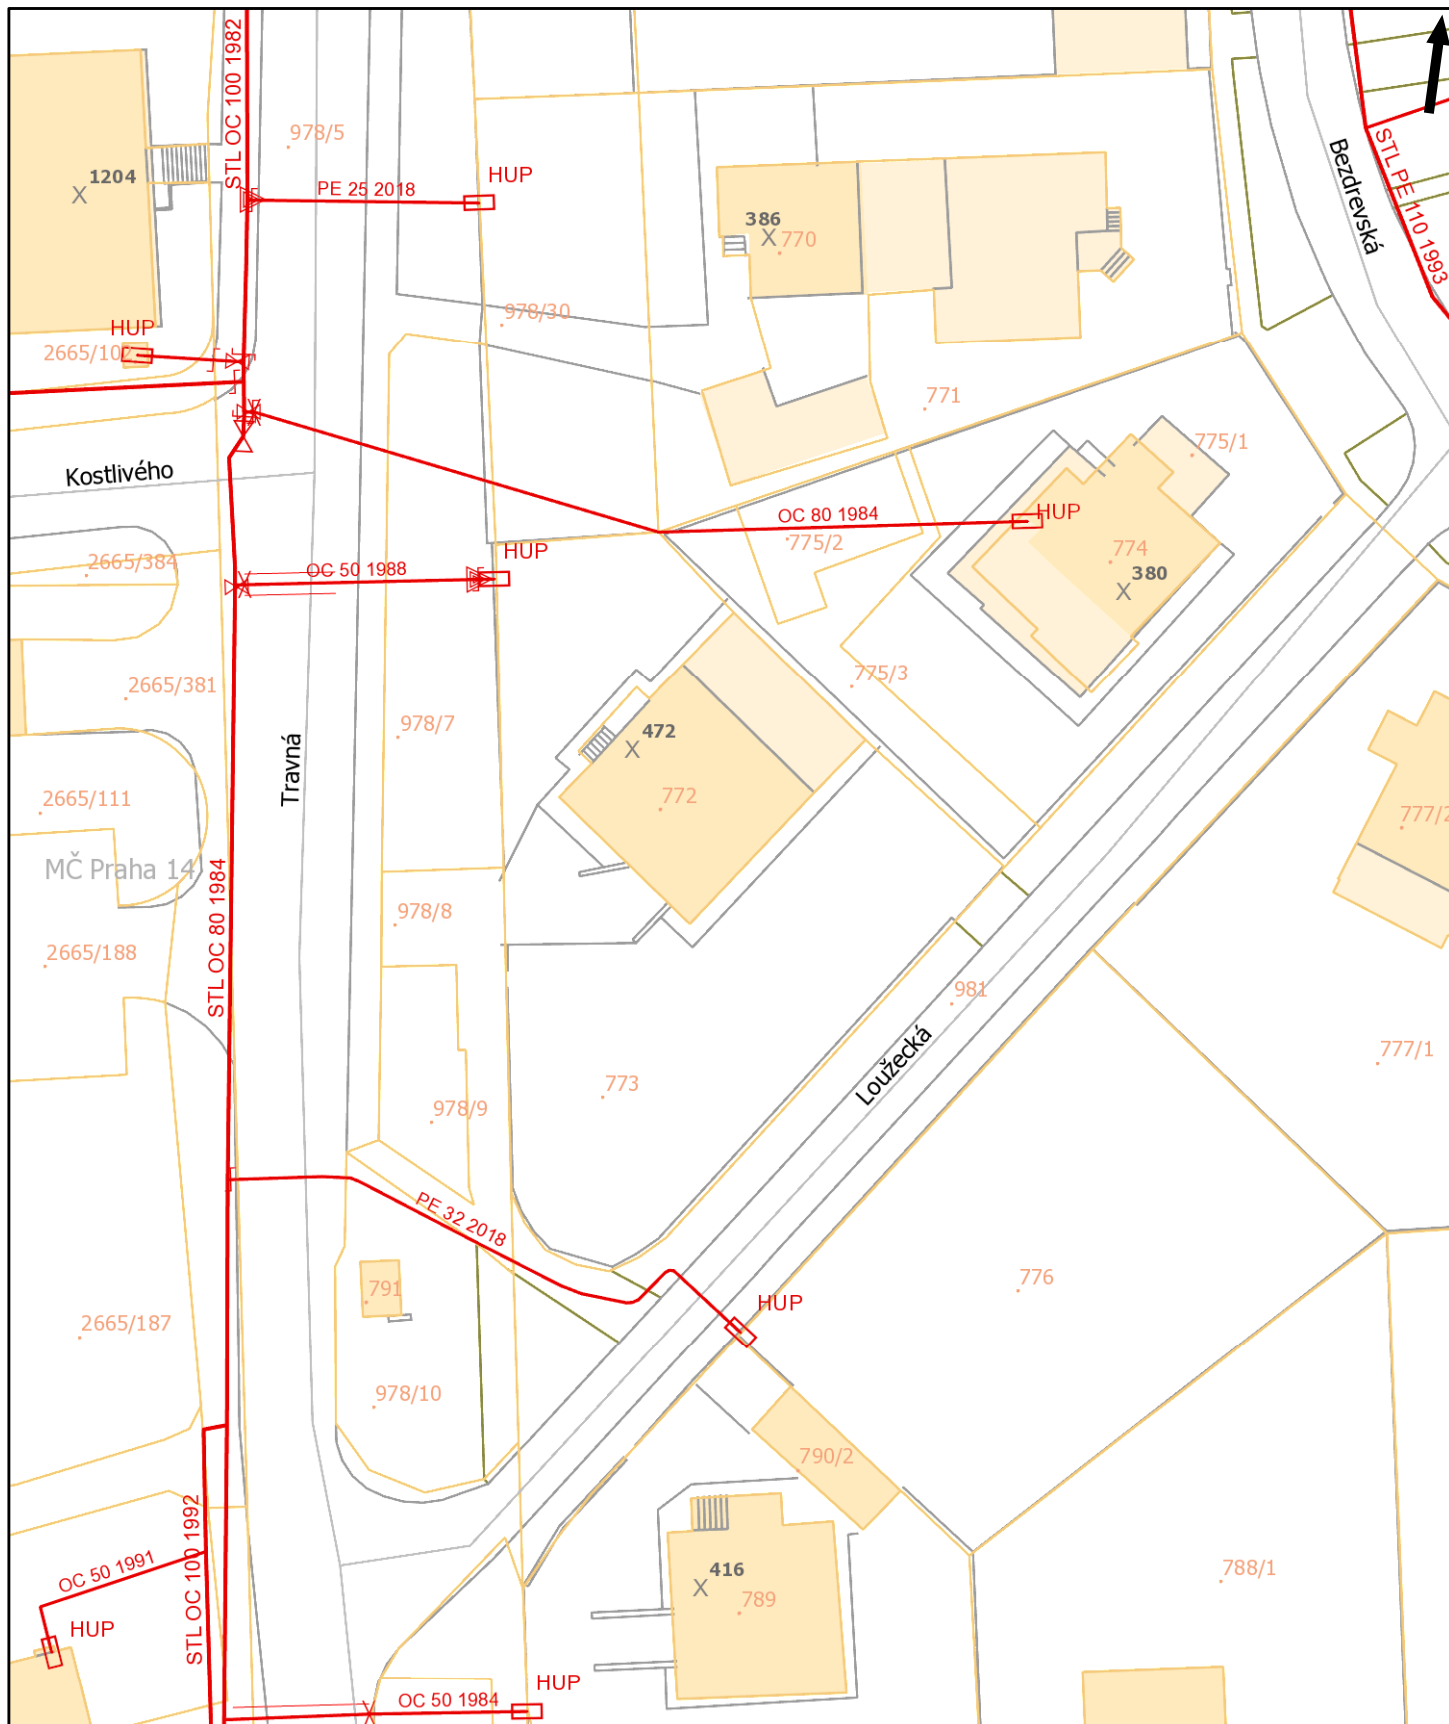 STL OC 100 1982
978/5
1204
HUP
PE 25 2018
Bezdrevská
STL PE 110 1993
386
770
978/30
HUP
2665/102
771
775/1
Kostlivého
OC 80 1984
HUP
775/2
HUP
2665/384
OC 50 1988
774
380
775/3
2665/381
978/7
472
Travná
772
2665/111
777/2
MČ Praha 14
STL OC 80 1984
978/8
2665/188
981
Loužecká
777/1
773
978/9
PE 32 2018
776
791
HUP
2665/187
978/10
790/2
STL OC 100 1992
OC 50 1991
416
789
788/1
HUP
HUP
OC 50 1984